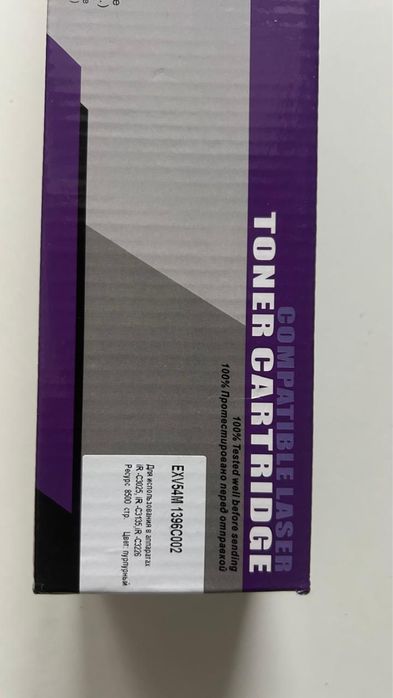 COMPATIBLE LASER
TONER CARTRIDGE
100% Tested well before sending
100% Протестировано перед отправкой
EXV54M 1396C002
Для использования в аппаратах
IR -C3025, IR -C3135,IR -C3226
Ресурс 8500 стр. Цвет: пурпурный